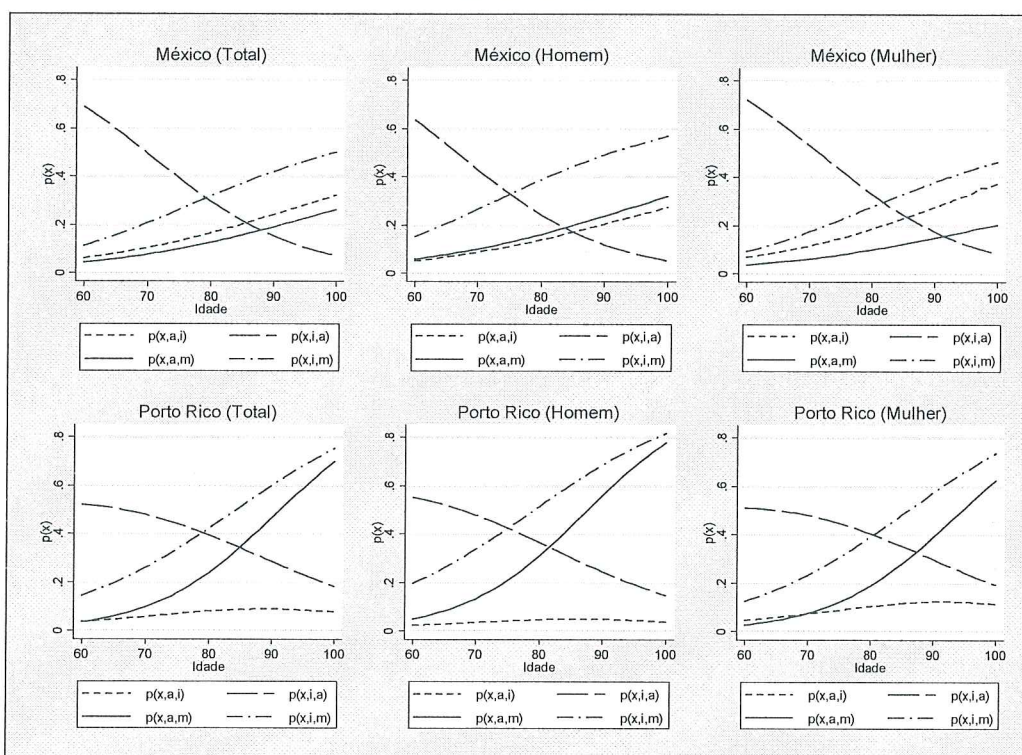 México (Total)
México (Homem)
México (Mulher)
p(x)
0 .2 .4 .6 .8
60 70 80 90 100
Idade
p(x)
0 .2 .4 .6 .8
60 70 80 90 100
Idade
p(x)
0 .2 .4 .6 .8
60 70 80 90 100
Idade
p(x,a,i) p(x,i,a)
p(x,a,m) p(x,i,m)
p(x,a,i) p(x,i,a)
p(x,a,m) p(x,i,m)
p(x,a,i) p(x,i,a)
p(x,a,m) p(x,i,m)
Porto Rico (Total)
Porto Rico (Homem)
Porto Rico (Mulher)
p(x)
0 .2 .4 .6 .8
60 70 80 90 100
Idade
p(x)
0 .2 .4 .6 .8
60 70 80 90 100
Idade
p(x)
0 .2 .4 .6 .8
60 70 80 90 100
Idade
p(x,a,i) p(x,i,a)
p(x,a,m) p(x,i,m)
p(x,a,i) p(x,i,a)
p(x,a,m) p(x,i,m)
p(x,a,i) p(x,i,a)
p(x,a,m) p(x,i,m)